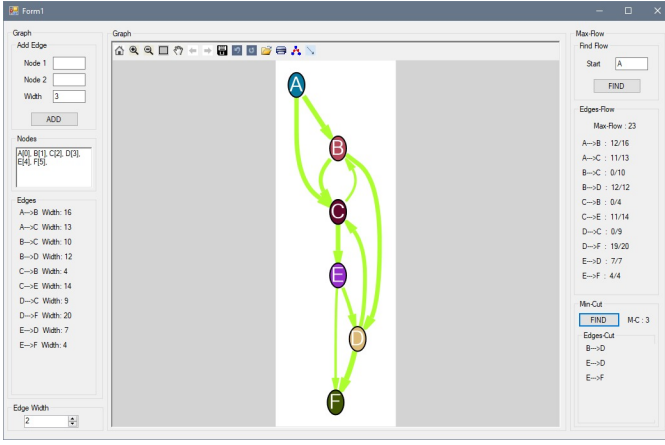 Form1
Graph
Add Edge
Node 1
Node 2
Width 3
ADD
Nodes
A[0], B[1], C[2], D[3],
E[4], F[5],
Edges
A--->B Width: 16
A--->C Width: 13
B--->C Width: 10
B--->D Width: 12
C--->B Width: 4
C--->E Width: 14
D--->C Width: 9
D--->F Width: 20
E--->D Width: 7
E--->F Width: 4
Edge Width
2
Graph
A
B
C
E
D
F
Max-Flow
Find Flow
Start A
FIND
Edges-Flow
Max-Flow : 23
A--->B : 12/16
A--->C : 11/13
B--->C : 0/10
B--->D : 12/12
C--->B : 0/4
C--->E : 11/14
D--->C : 0/9
D--->F : 19/20
E--->D : 7/7
E--->F : 4/4
Min-Cut
FIND M-C : 3
Edges-Cut
B--->D
E--->D
E--->F